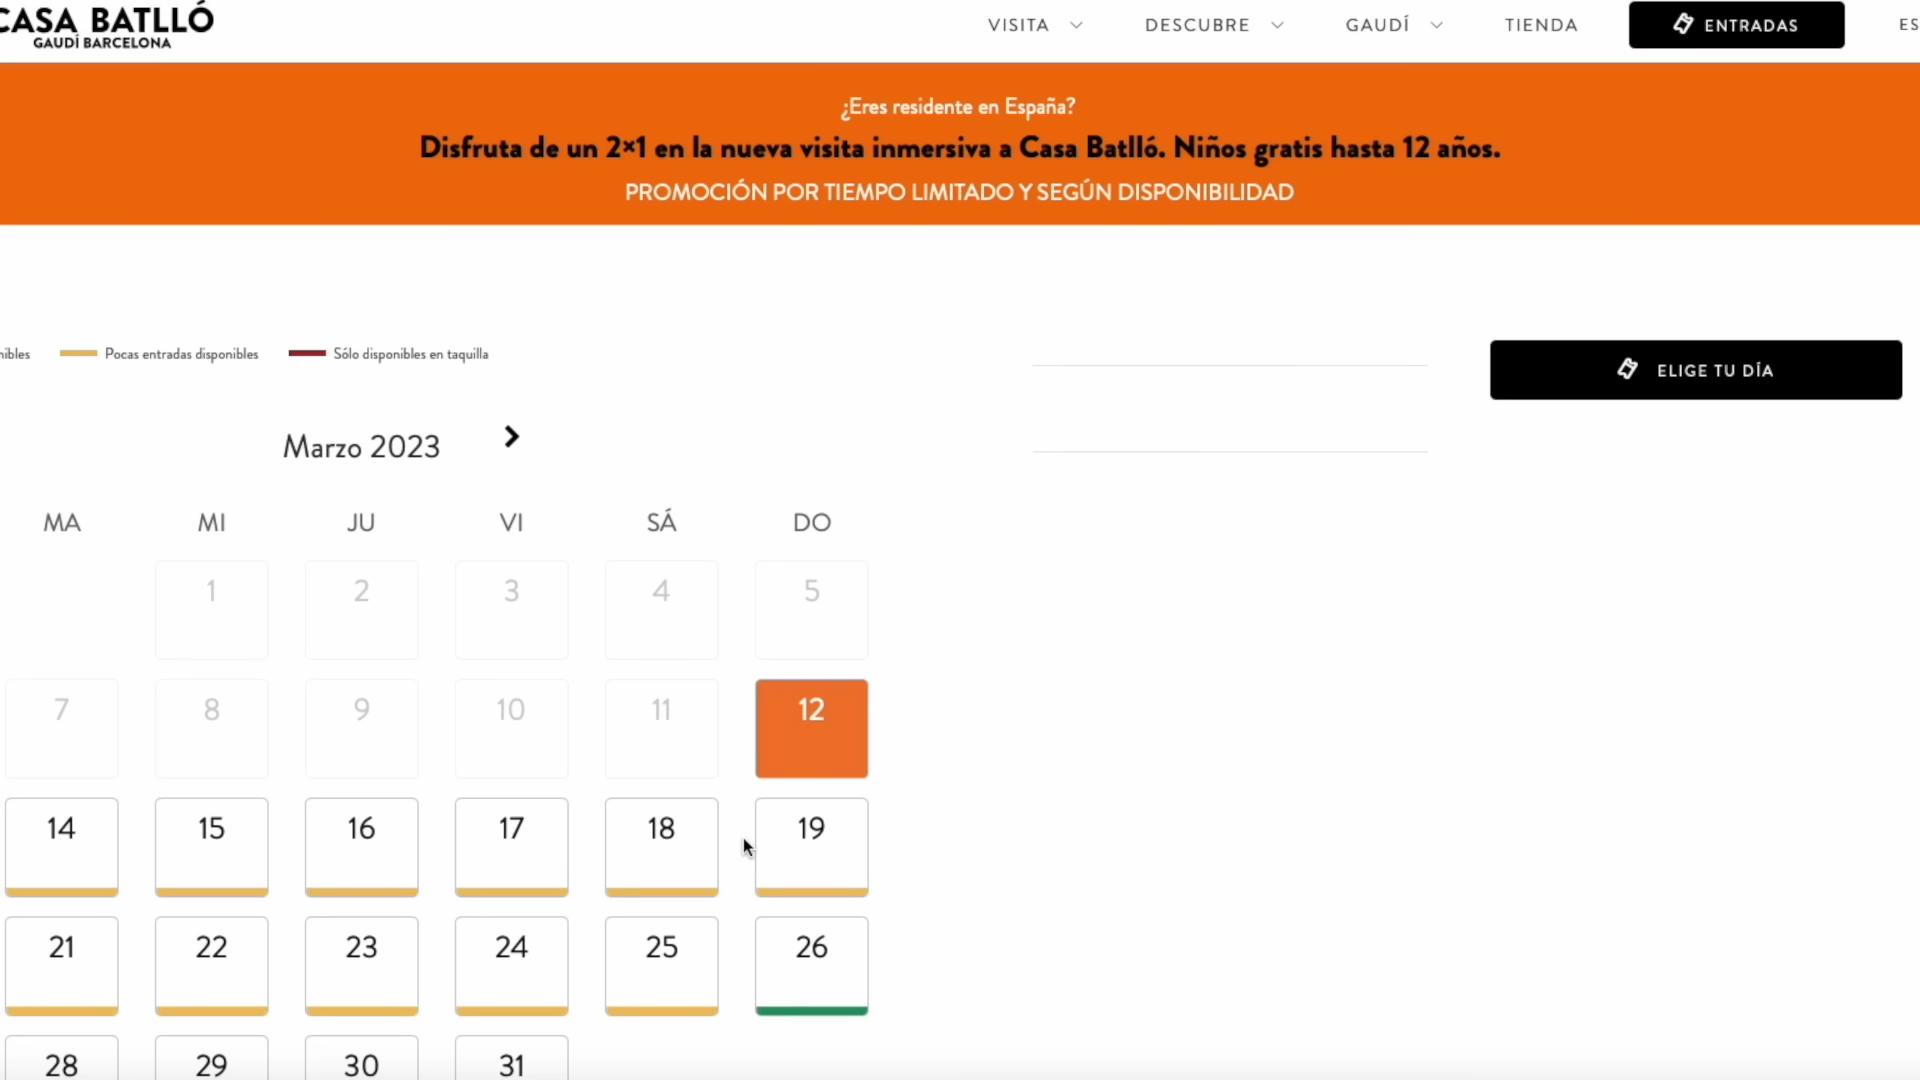 CASA BATLLÓ
GAUDÍ BARCELONA
VISITA DESCUBRE GAUDÍ TIENDA ENTRADAS ES
¿Eres residente en España?
Disfruta de un 2x1 en la nueva visita inmersiva a Casa Batlló. Niños gratis hasta 12 años.
PROMOCIÓN POR TIEMPO LIMITADO Y SEGÚN DISPONIBILIDAD
nibles Pocas entradas disponibles Sólo disponibles en taquilla
ELIGE TU DÍA
Marzo 2023
MA MI JU VI SÁ DO
1 2 3 4 5
7 8 9 10 11 12
14 15 16 17 18 19
21 22 23 24 25 26
28 29 30 31